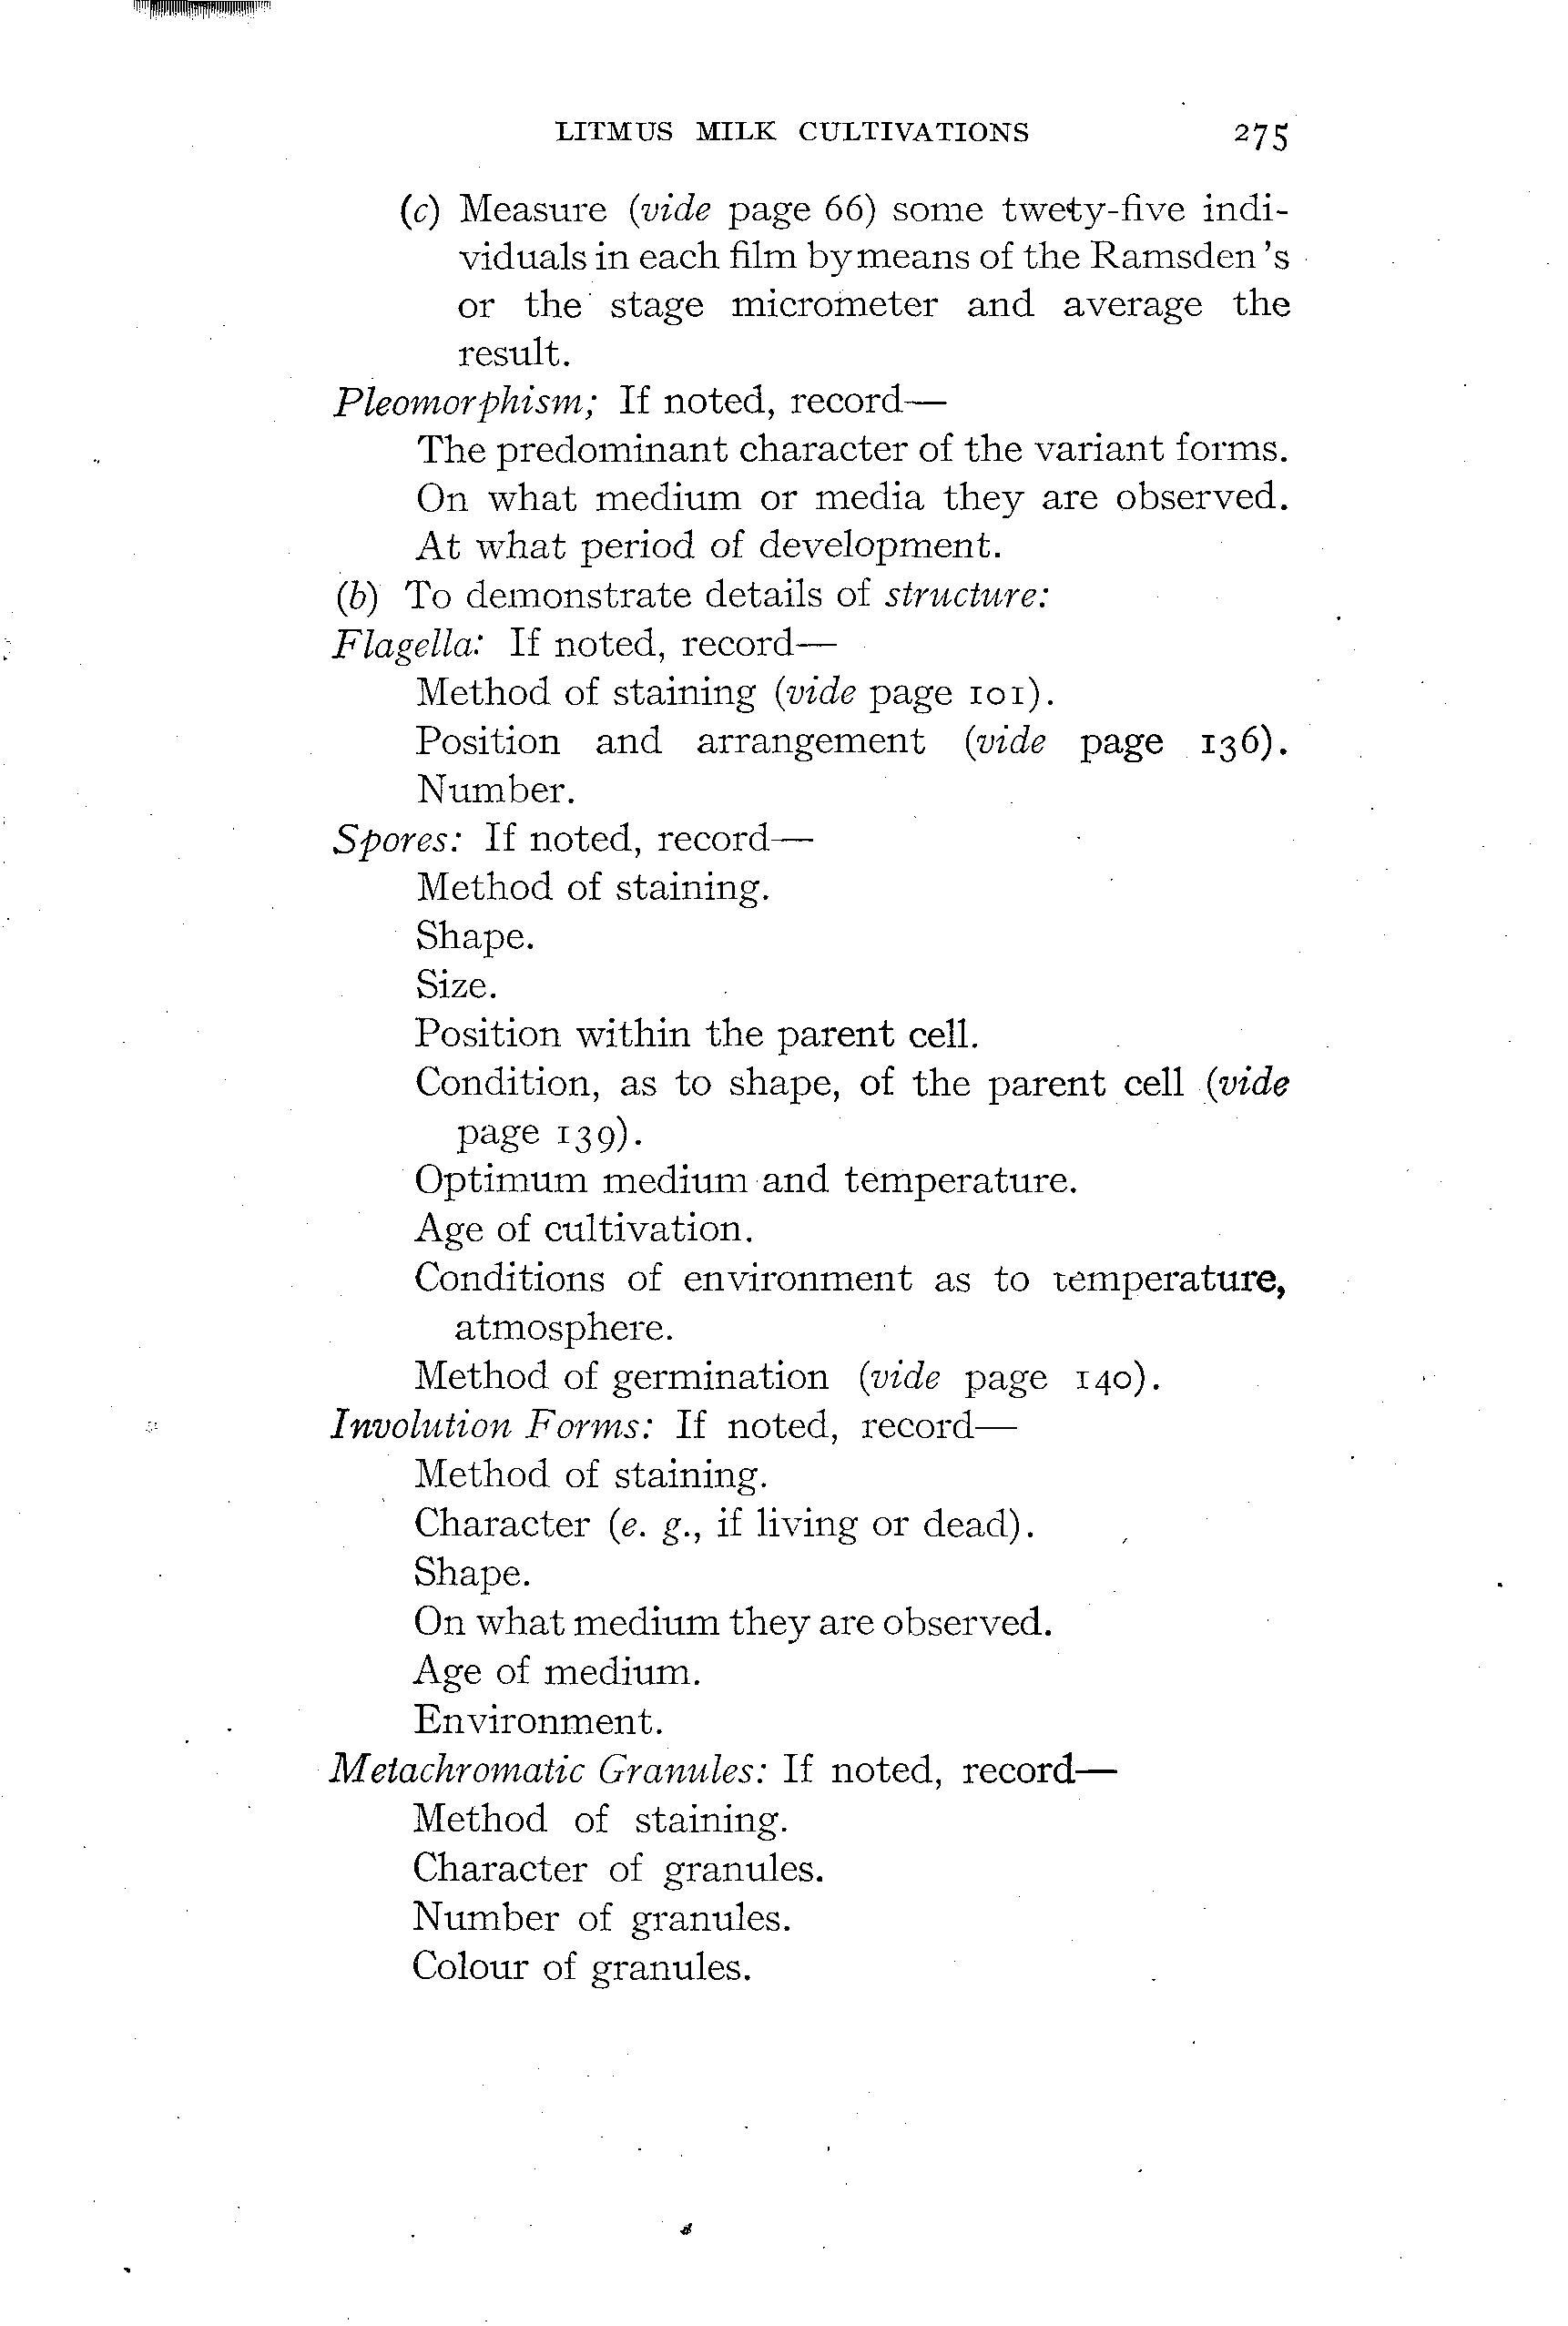 LITMUS MILK CULTIVATIONS 275
(c) Measure (vide page 66) some twety-five indi-
viduals in each film by means of the Ramsden's
or the stage micrometer and average the
result.
Pleomorphism; If noted, record—
The predominant character of the variant forms.
On what medium or media they are observed.
At what period of development.
(b) To demonstrate details of structure:
Flagella: If noted, record—
Method of staining (vide page 101).
Position and arrangement (vide page 136).
Number.
Spores: If noted, record—
Method of staining.
Shape.
Size.
Position within the parent cell.
Condition, as to shape, of the parent cell (vide
page 139).
Optimum medium and temperature.
Age of cultivation.
Conditions of environment as to temperature,
atmosphere.
Method of germination (vide page 140).
Involution Forms: If noted, record—
Method of staining.
Character (e. g., if living or dead).
Shape.
On what medium they are observed.
Age of medium.
Environment.
Metachromatic Granules: If noted, record—
Method of staining.
Character of granules.
Number of granules.
Colour of granules.